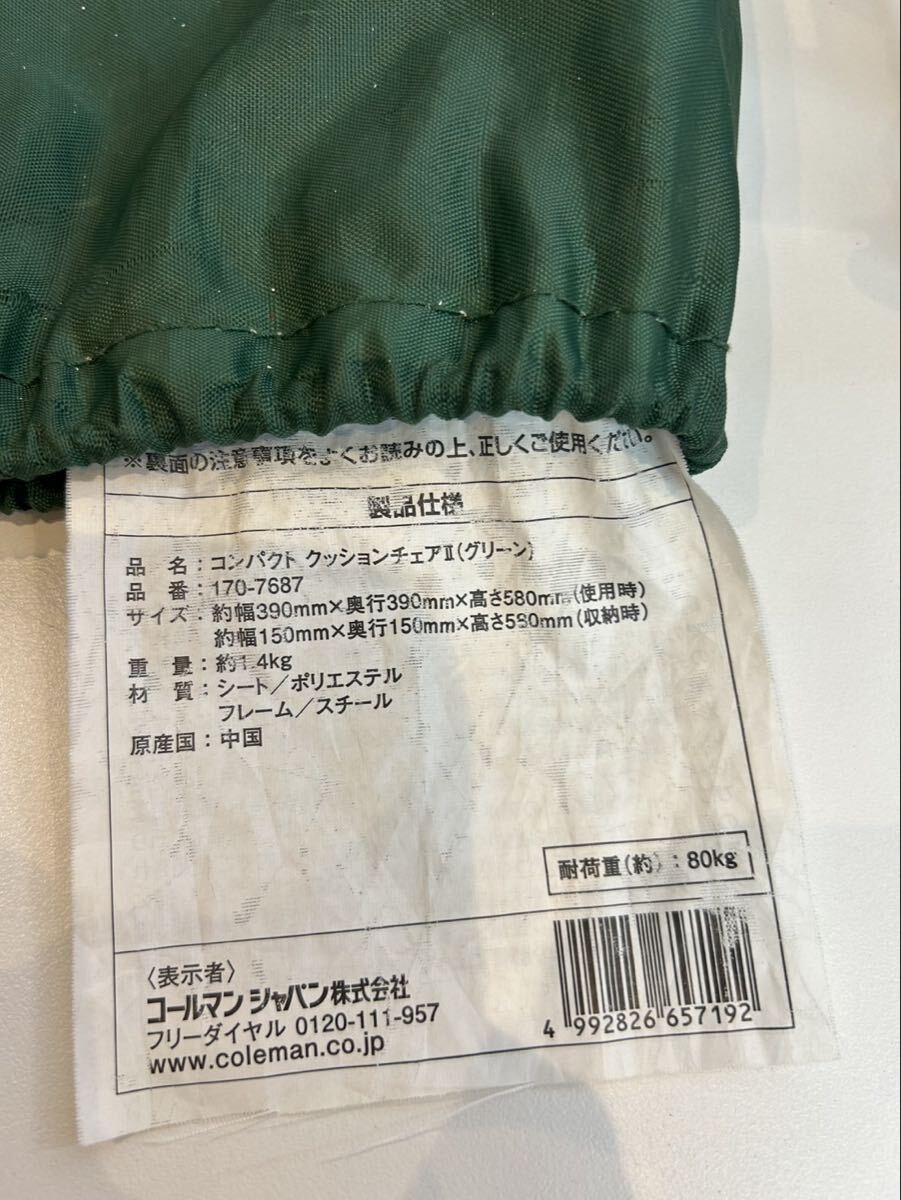 ※裏面の注意事項をよくお読みの上、正しくご使用ください。
製品仕様
品 名：コンパクト クッションチェアⅡ(グリーン)
品 番：170-7687
サイズ：約幅390mm×奥行390mm×高さ580mm(使用時)
約幅150mm×奥行150mm×高さ580mm(収納時)
重 量：約1.4kg
材 質：シート／ポリエステル
フレーム／スチール
原産国：中国
耐荷重(約)：80kg
〈表示者〉
コールマン ジャパン株式会社
フリーダイヤル 0120-111-957
www.coleman.co.jp
4 992826 657192